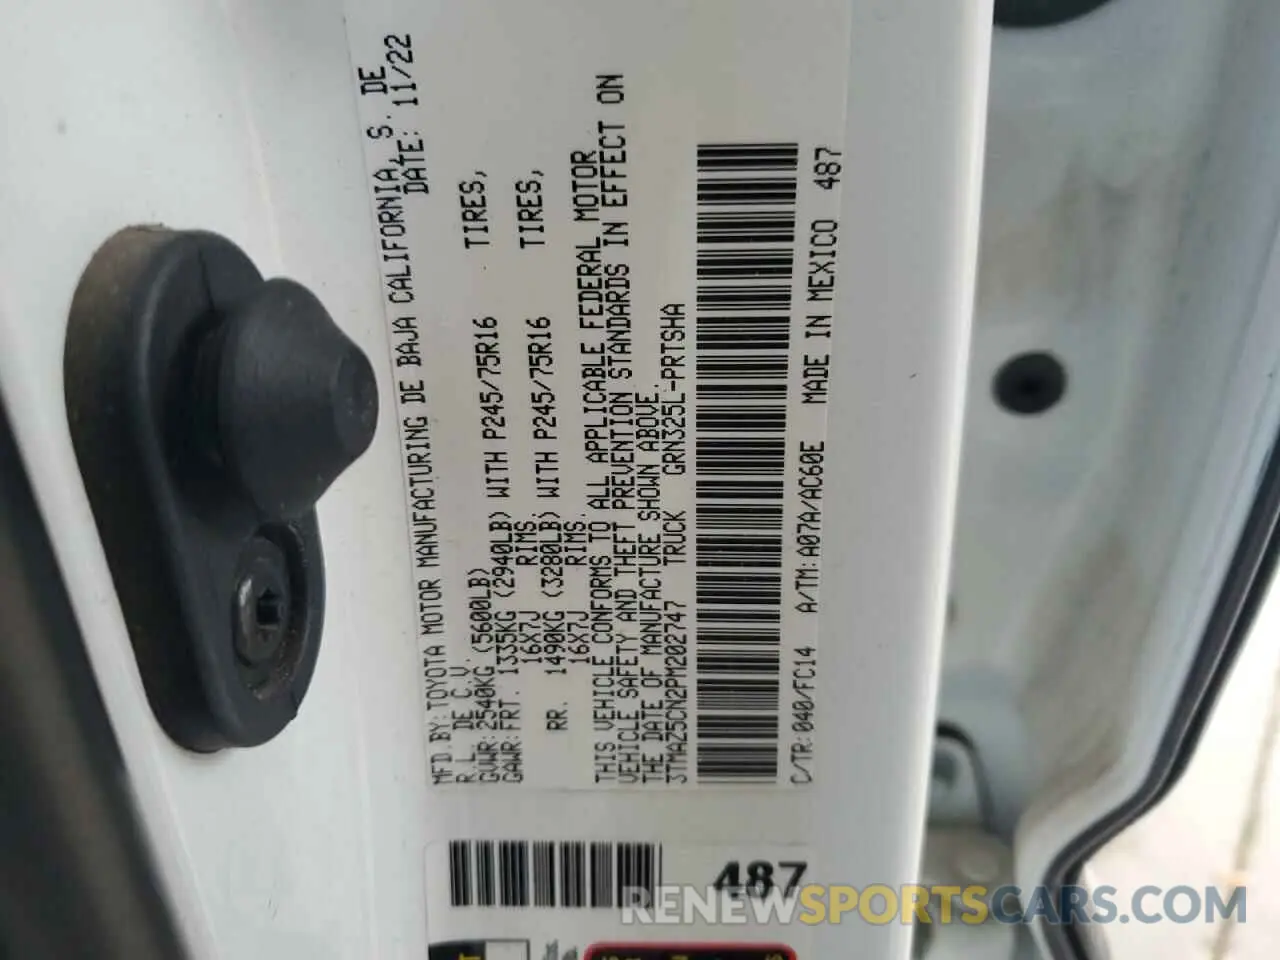 MFD.BY:TOYOTA MOTOR MANUFACTURING DE BAJA CALIFORNIA, S. DE
R.L. DE C.V. DATE: 11/22
GVWR:2540KG (5600LB)
GAWR:FRT. 1335KG (2940LB) WITH P245/75R16 TIRES,
16X7J RIMS.
RR. 1490KG (3280LB) WITH P245/75R16 TIRES,
16X7J RIMS.
THIS VEHICLE CONFORMS TO ALL APPLICABLE FEDERAL MOTOR
VEHICLE SAFETY AND THEFT PREVENTION STANDARDS IN EFFECT ON
THE DATE OF MANUFACTURE SHOWN ABOVE.
3TMAZ5CN2PM202747 TRUCK GRN325L-PRTSHA
C/TR:040/FC14 A/TM:A07A/AC60E MADE IN MEXICO 487
487
RENEWSPORTSCARS.COM